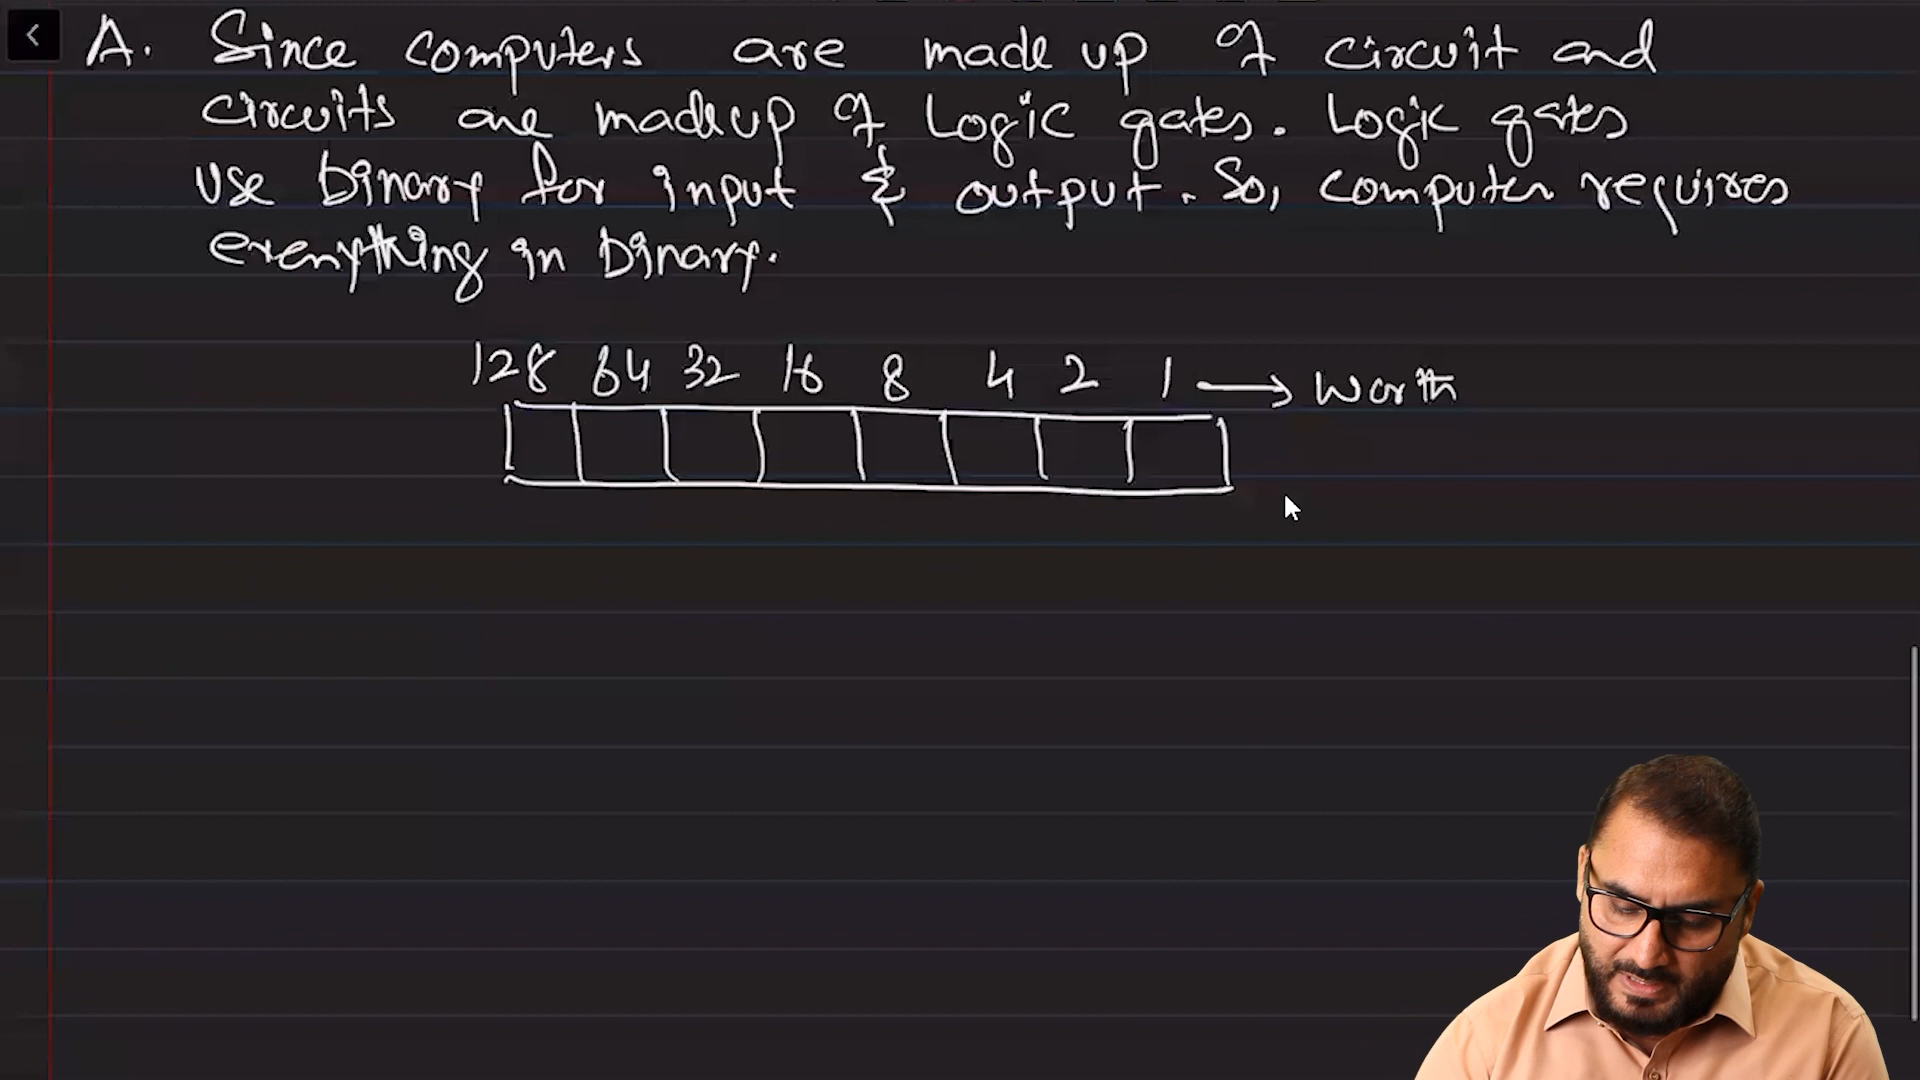 A. Since computers are made up of circuit and
circuits are madeup of Logic gates. Logic gates
use binary for input & output. So, computer requires
everything in binary.
128 64 32 16 8 4 2 1 → Worth